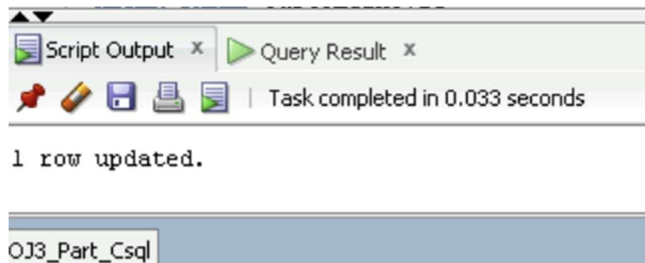 Script Output x Query Result x
Task completed in 0.033 seconds
1 row updated.
OJ3_Part_Csql